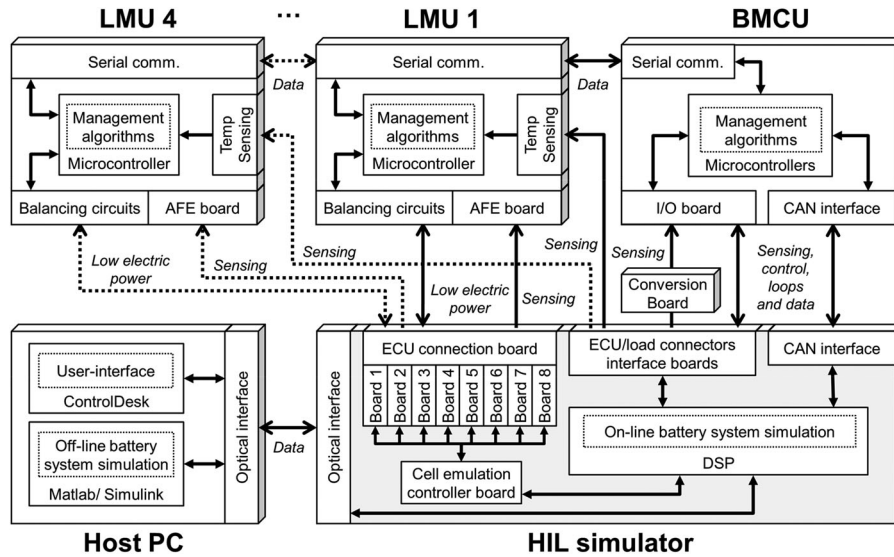 LMU 4
...
LMU 1
BMCU
Serial comm.
Data
Serial comm.
Data
Serial comm.
Management
algorithms
Microcontroller
Temp
Sensing
Management
algorithms
Microcontroller
Temp
Sensing
Management
algorithms
Microcontrollers
Balancing circuits
AFE board
Balancing circuits
AFE board
I/O board
CAN interface
Low electric
power
Sensing
Sensing
Low electric
power
Sensing
Sensing
Sensing
Conversion
Board
Sensing,
control,
loops
and data
User-interface
ControlDesk
Off-line battery
system simulation
Matlab/ Simulink
Optical interface
Data
Optical interface
ECU connection board
Board 1
Board 2
Board 3
Board 4
Board 5
Board 6
Board 7
Board 8
Cell emulation
controller board
ECU/load connectors
interface boards
CAN interface
On-line battery system simulation
DSP
Host PC
HIL simulator